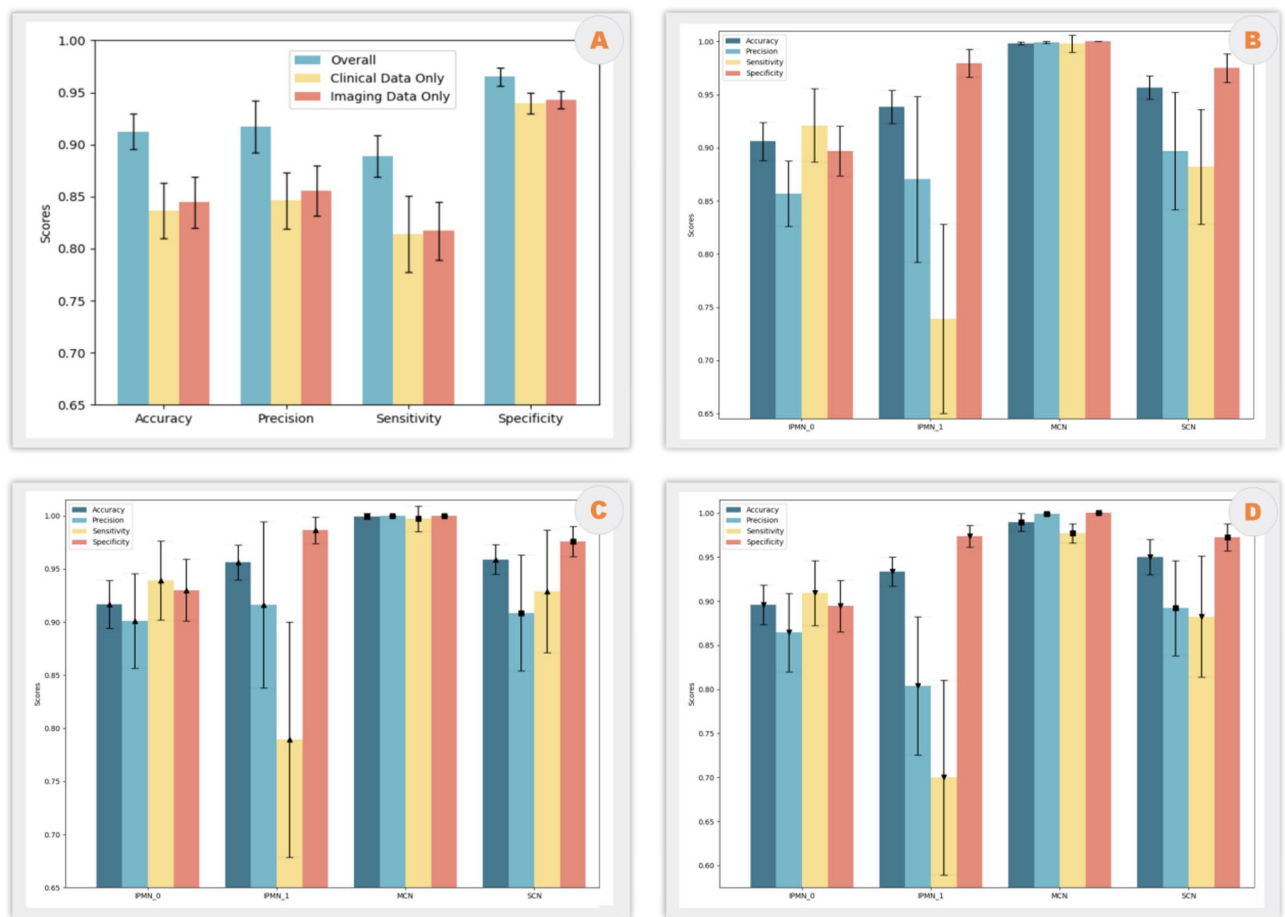 A
1.00
0.95
0.90
0.85
0.80
0.75
0.70
0.65
Scores
Overall
Clinical Data Only
Imaging Data Only
Accuracy Precision Sensitivity Specificity
B
1.00
0.95
0.90
0.85
0.80
0.75
0.70
0.65
Scores
Accuracy
Precision
Sensitivity
Specificity
IPMN_0 IPMN_1 MCN SCN
C
1.00
0.95
0.90
0.85
0.80
0.75
0.70
0.65
Scores
Accuracy
Precision
Sensitivity
Specificity
IPMN_0 IPMN_1 MCN SCN
D
1.00
0.95
0.90
0.85
0.80
0.75
0.70
0.65
0.60
Scores
Accuracy
Precision
Sensitivity
Specificity
IPMN_0 IPMN_1 MCN SCN